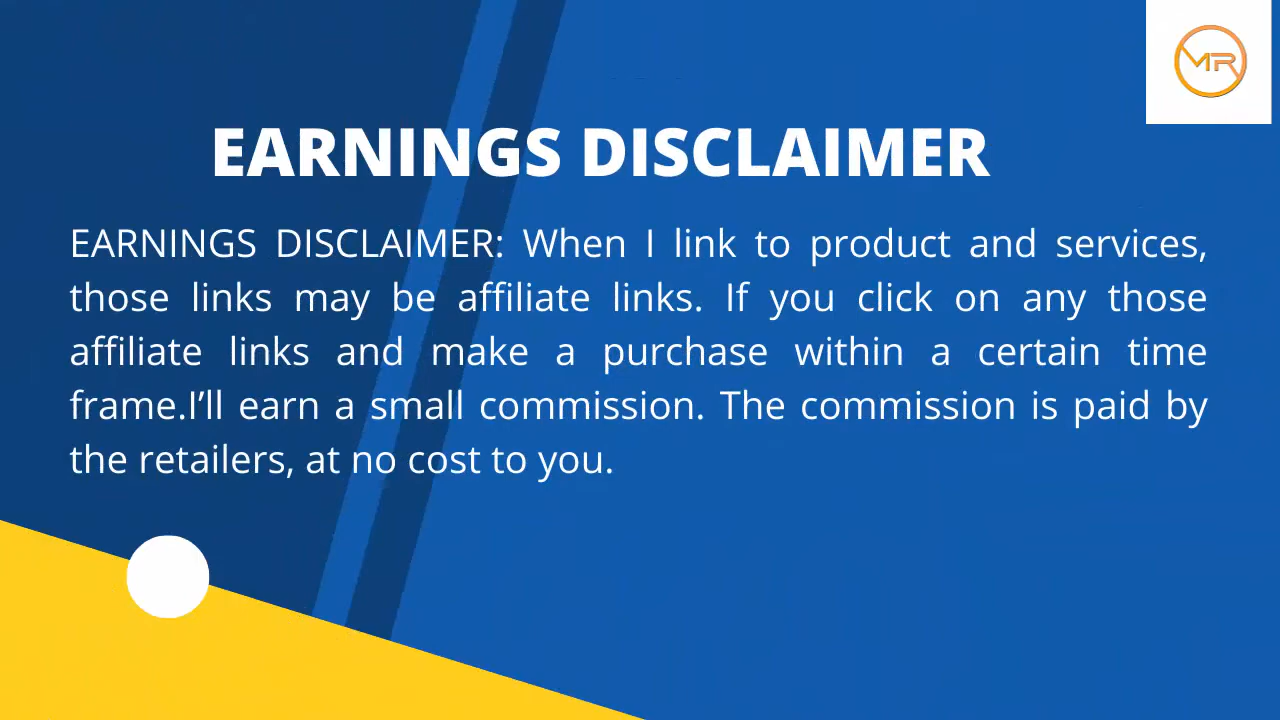 MR
EARNINGS DISCLAIMER
EARNINGS DISCLAIMER: When I link to product and services,
those links may be affiliate links. If you click on any those
affiliate links and make a purchase within a certain time
frame.I’ll earn a small commission. The commission is paid by
the retailers, at no cost to you.